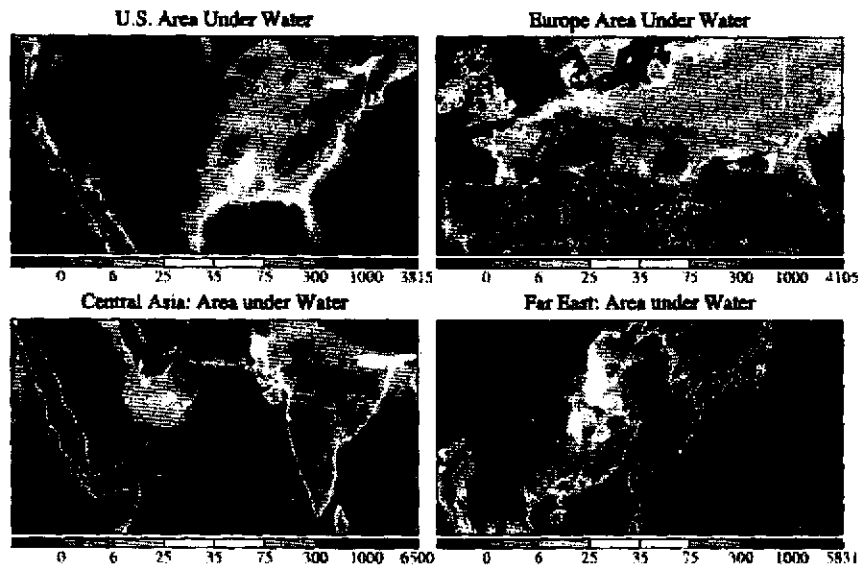 U.S. Area Under Water
Europe Area Under Water
0 6 25 35 75 300 1000 3815
0 6 25 35 75 300 1000 4105
Central Asia: Area under Water
Far East: Area under Water
0 6 25 35 75 300 1000 6500
0 6 25 35 75 300 1000 5831